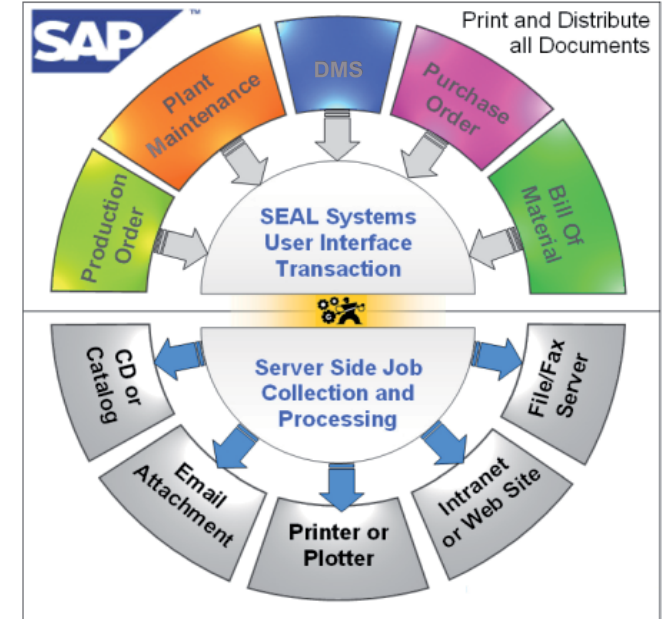 SAP
™
Print and Distribute
all Documents
Production
Order
Plant
Maintenance
DMS
Purchase
Order
Bill Of
Material
SEAL Systems
User Interface
Transaction
Server Side Job
Collection and
Processing
CD or
Catalog
Email
Attachment
Printer or
Plotter
Intranet
or Web Site
File/Fax
Server